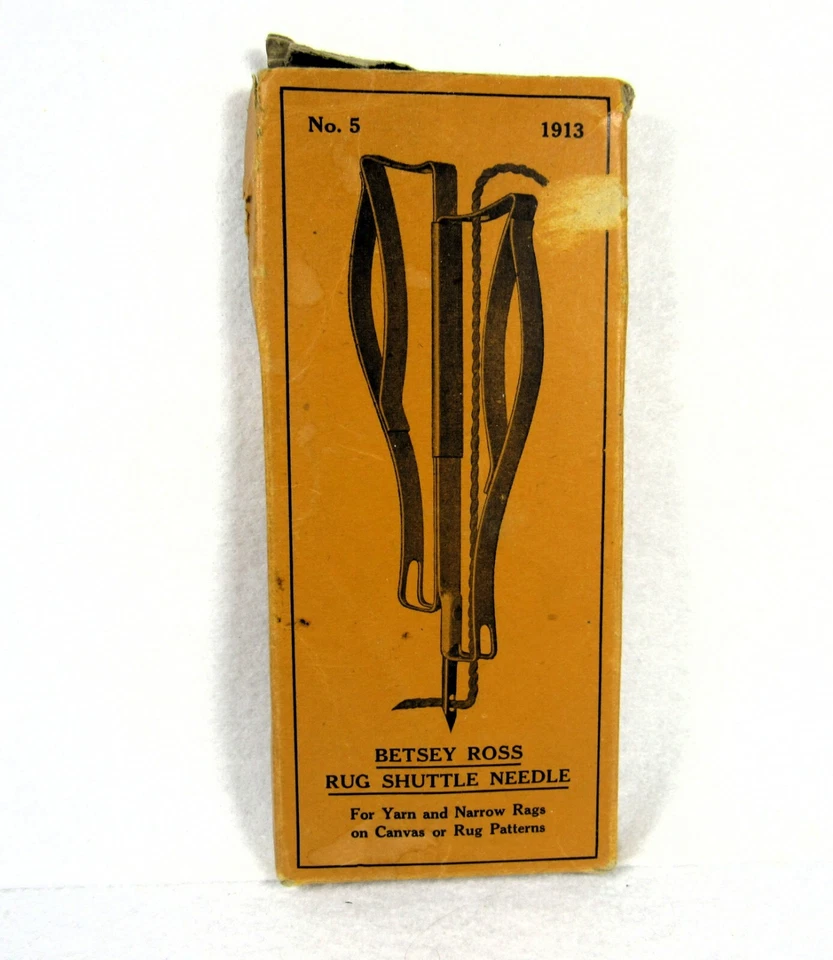 No. 5 1913
BETSEY ROSS
RUG SHUTTLE NEEDLE
For Yarn and Narrow Rags
on Canvas or Rug Patterns